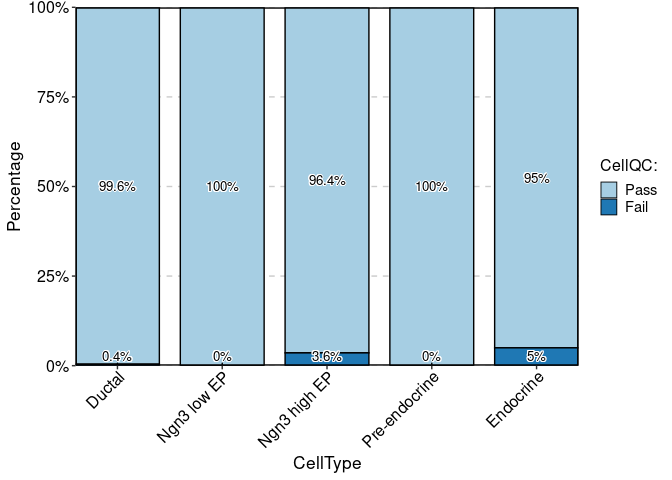 100%
75%
50%
25%
0%
Percentage
99.6%
100%
96.4%
100%
95%
0.4%
0%
3.6%
0%
5%
Ductal
Ngn3 low EP
Ngn3 high EP
Pre-endocrine
Endocrine
CellType
CellQC:
Pass
Fail